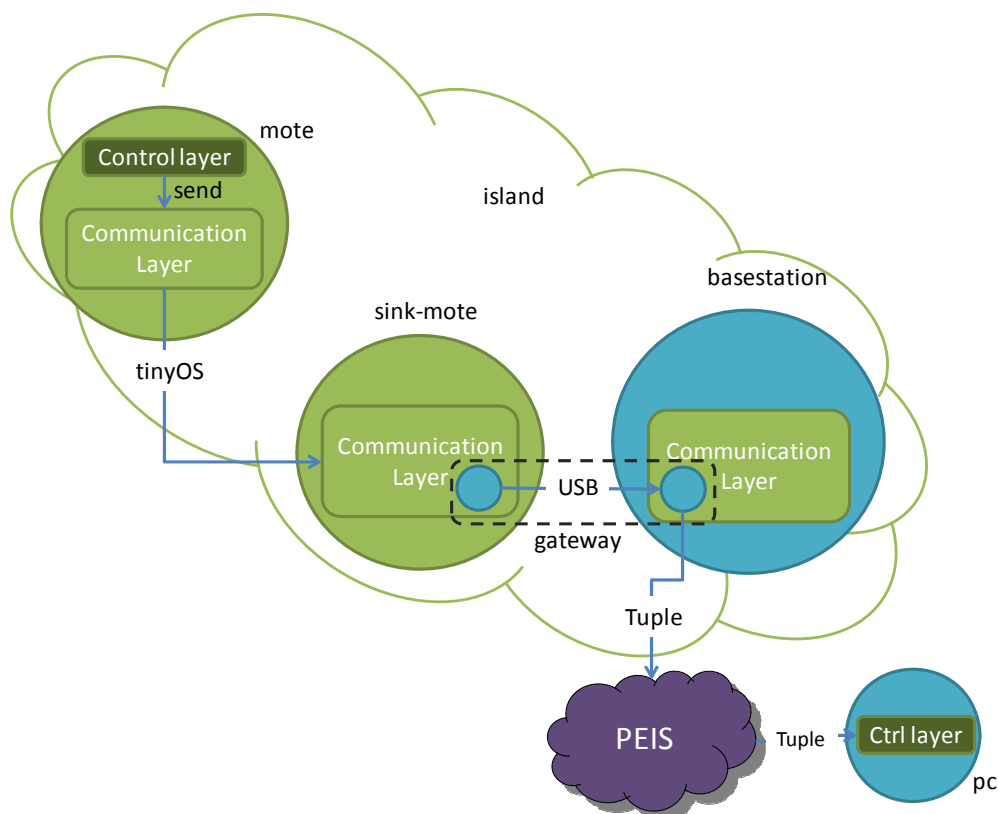 mote
Control layer
send
Communication
Layer
island
basestation
sink-mote
tinyOS
Communication
Layer
USB
Communication
Layer
gateway
Tuple
PEIS
Tuple
Ctrl layer
pc